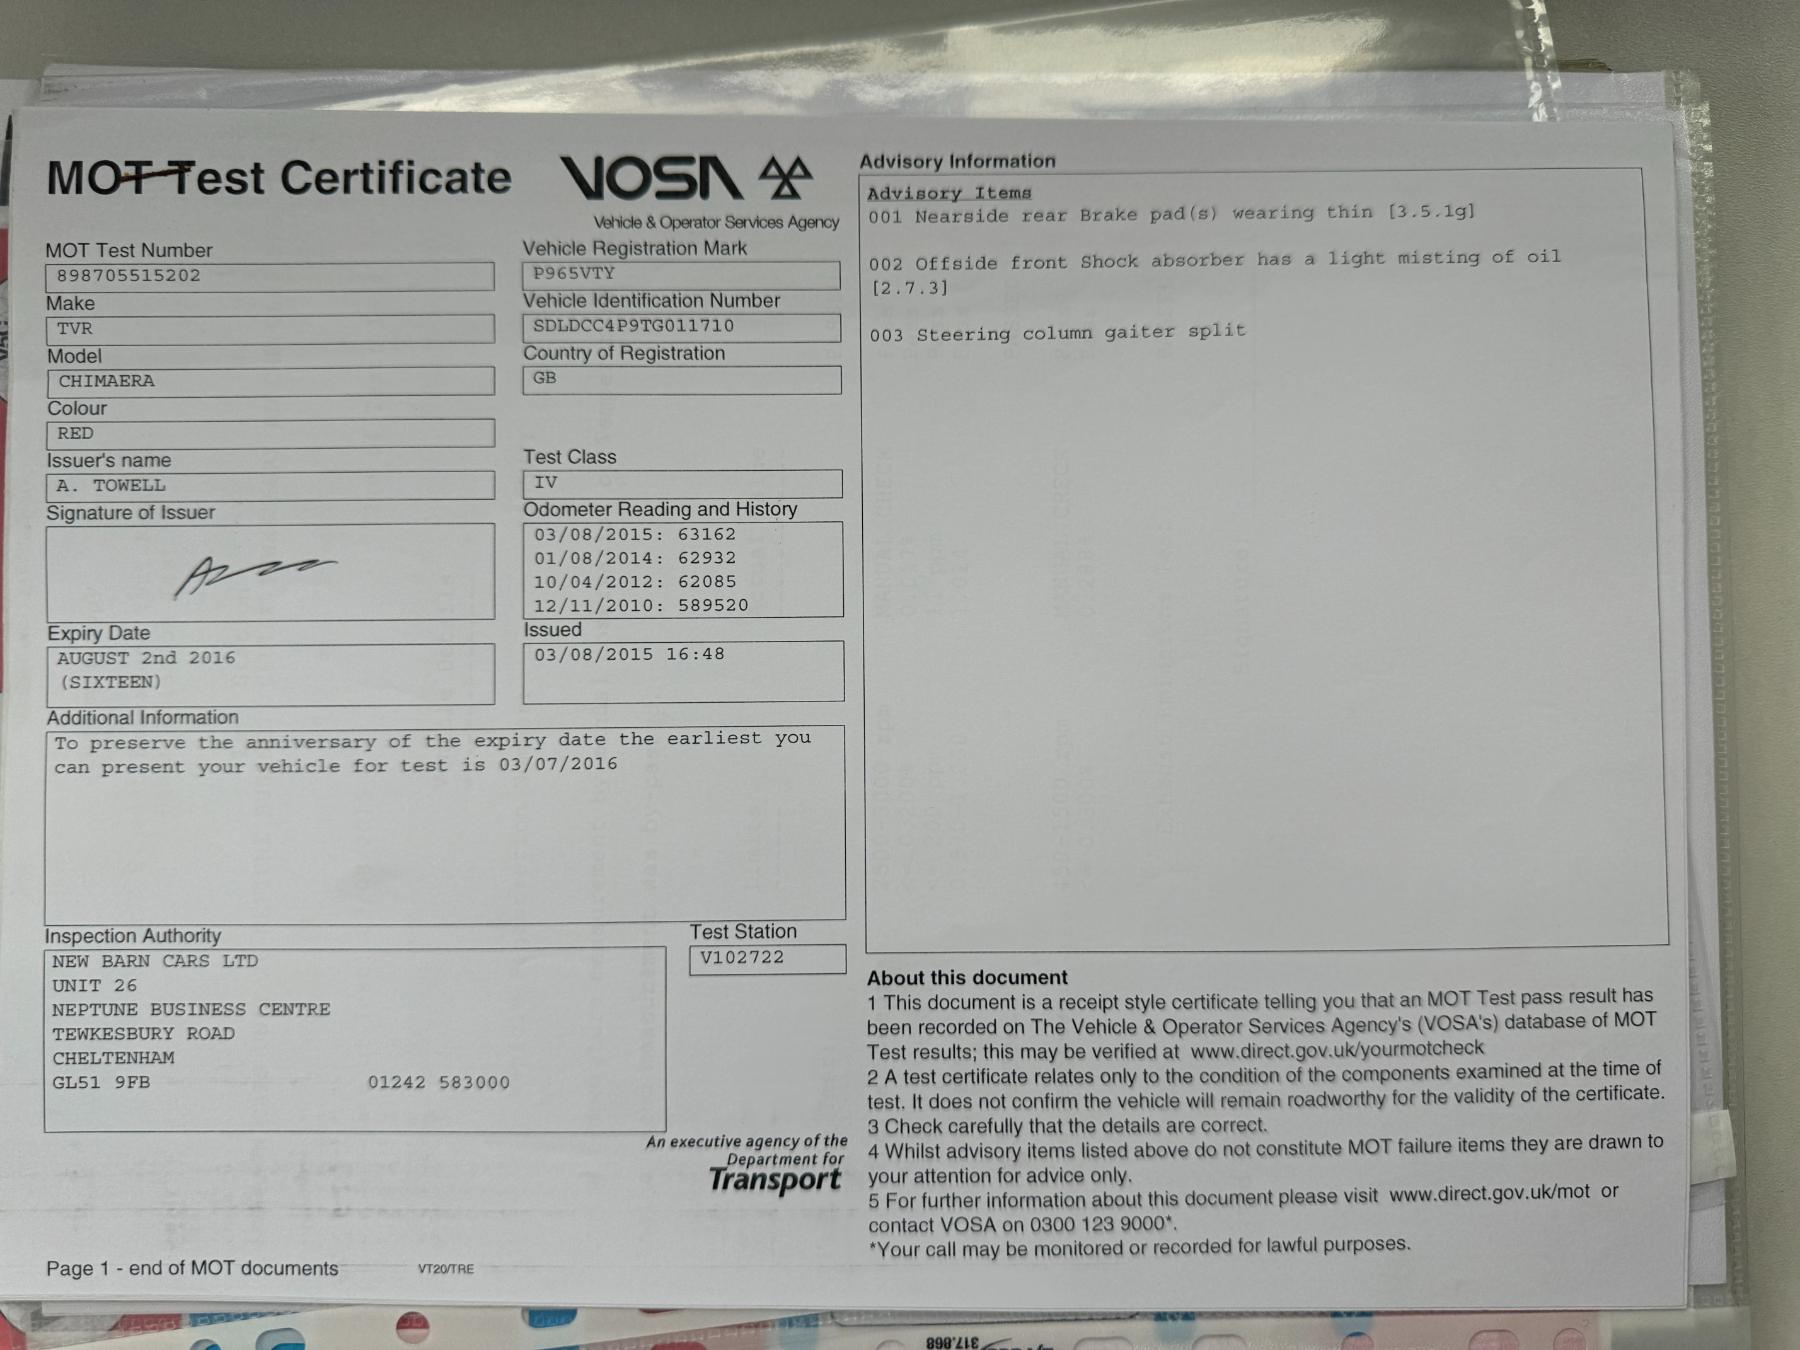 MOT Test Certificate
VOSA
Vehicle & Operator Services Agency
MOT Test Number
898705515202
Vehicle Registration Mark
P965VTY
Make
TVR
Vehicle Identification Number
SDLDCC4P9TG011710
Model
CHIMAERA
Country of Registration
GB
Colour
RED
Issuer's name
A. TOWELL
Test Class
IV
Signature of Issuer
Odometer Reading and History
03/08/2015: 63162
01/08/2014: 62932
10/04/2012: 62085
12/11/2010: 589520
Expiry Date
AUGUST 2nd 2016
(SIXTEEN)
Issued
03/08/2015 16:48
Additional Information
To preserve the anniversary of the expiry date the earliest you
can present your vehicle for test is 03/07/2016
Inspection Authority
NEW BARN CARS LTD
UNIT 26
NEPTUNE BUSINESS CENTRE
TEWKESBURY ROAD
CHELTENHAM
GL51 9FB 01242 583000
Test Station
V102722
An executive agency of the
Department for
Transport
Page 1 - end of MOT documents VT20/TRE
Advisory Information
Advisory Items
001 Nearside rear Brake pad(s) wearing thin [3.5.1g]
002 Offside front Shock absorber has a light misting of oil
[2.7.3]
003 Steering column gaiter split
About this document
1 This document is a receipt style certificate telling you that an MOT Test pass result has
been recorded on The Vehicle & Operator Services Agency's (VOSA's) database of MOT
Test results; this may be verified at www.direct.gov.uk/yourmotcheck
2 A test certificate relates only to the condition of the components examined at the time of
test. It does not confirm the vehicle will remain roadworthy for the validity of the certificate.
3 Check carefully that the details are correct.
4 Whilst advisory items listed above do not constitute MOT failure items they are drawn to
your attention for advice only.
5 For further information about this document please visit www.direct.gov.uk/mot or
contact VOSA on 0300 123 9000*.
*Your call may be monitored or recorded for lawful purposes.
317.868